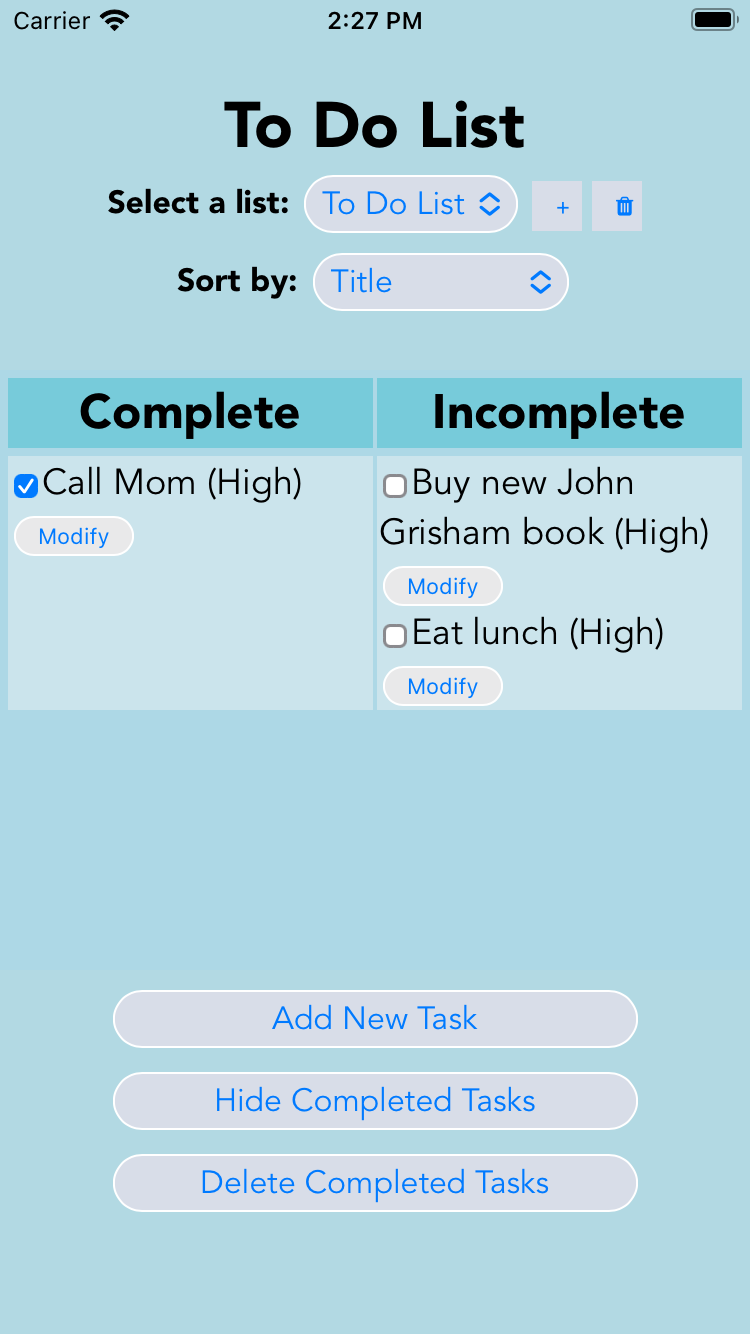 Carrier 2:27 PM
To Do List
Select a list: To Do List +
Sort by: Title
Complete Incomplete
Call Mom (High) Buy new John
Grisham book (High)
Modify
Modify
Eat lunch (High)
Modify
Add New Task
Hide Completed Tasks
Delete Completed Tasks